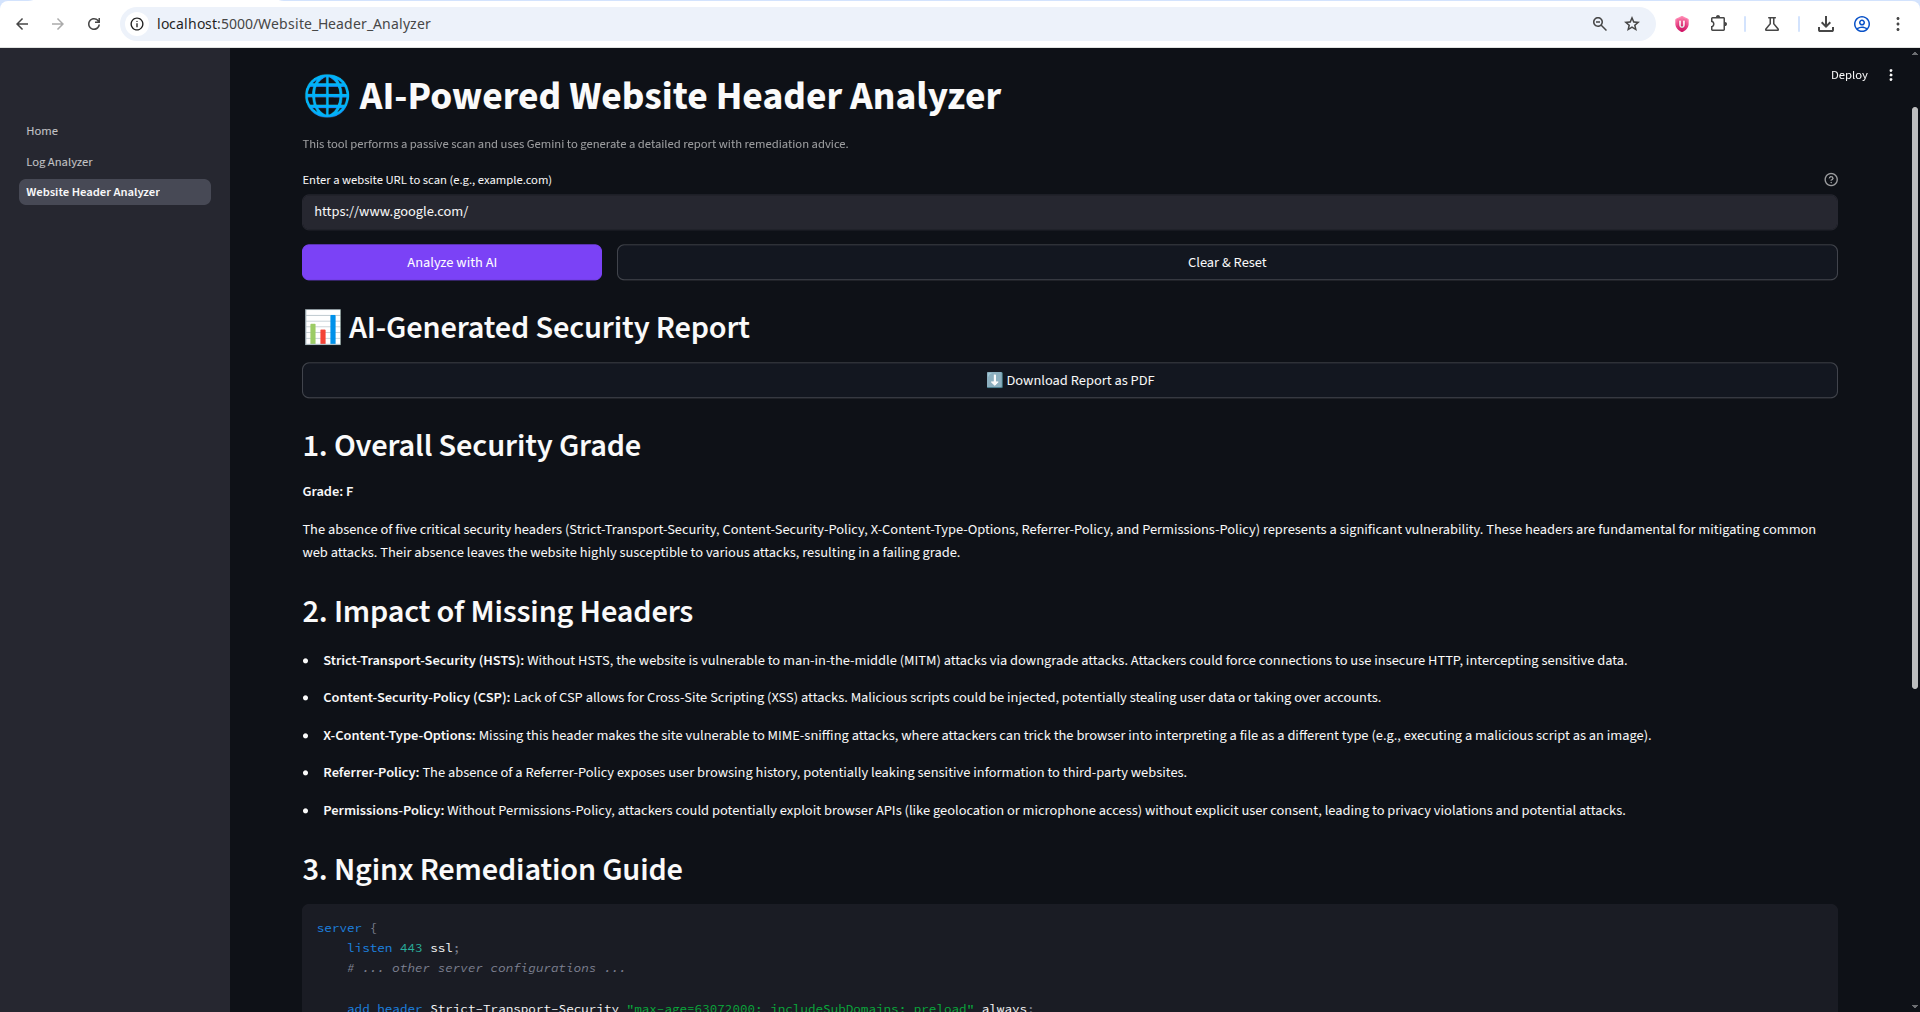 localhost:5000/Website_Header_Analyzer
Deploy
Home
Log Analyzer
Website Header Analyzer
AI-Powered Website Header Analyzer
This tool performs a passive scan and uses Gemini to generate a detailed report with remediation advice.
Enter a website URL to scan (e.g., example.com)
https://www.google.com/
Analyze with AI
Clear & Reset
AI-Generated Security Report
Download Report as PDF
1. Overall Security Grade
Grade: F
The absence of five critical security headers (Strict-Transport-Security, Content-Security-Policy, X-Content-Type-Options, Referrer-Policy, and Permissions-Policy) represents a significant vulnerability. These headers are fundamental for mitigating common
web attacks. Their absence leaves the website highly susceptible to various attacks, resulting in a failing grade.
2. Impact of Missing Headers
• Strict-Transport-Security (HSTS): Without HSTS, the website is vulnerable to man-in-the-middle (MITM) attacks via downgrade attacks. Attackers could force connections to use insecure HTTP, intercepting sensitive data.
• Content-Security-Policy (CSP): Lack of CSP allows for Cross-Site Scripting (XSS) attacks. Malicious scripts could be injected, potentially stealing user data or taking over accounts.
• X-Content-Type-Options: Missing this header makes the site vulnerable to MIME-sniffing attacks, where attackers can trick the browser into interpreting a file as a different type (e.g., executing a malicious script as an image).
• Referrer-Policy: The absence of a Referrer-Policy exposes user browsing history, potentially leaking sensitive information to third-party websites.
• Permissions-Policy: Without Permissions-Policy, attackers could potentially exploit browser APIs (like geolocation or microphone access) without explicit user consent, leading to privacy violations and potential attacks.
3. Nginx Remediation Guide
server {
listen 443 ssl;
# ... other server configurations ...
add_header Strict-Transport-Security "max-age=63072000; includeSubDomains; preload" always;